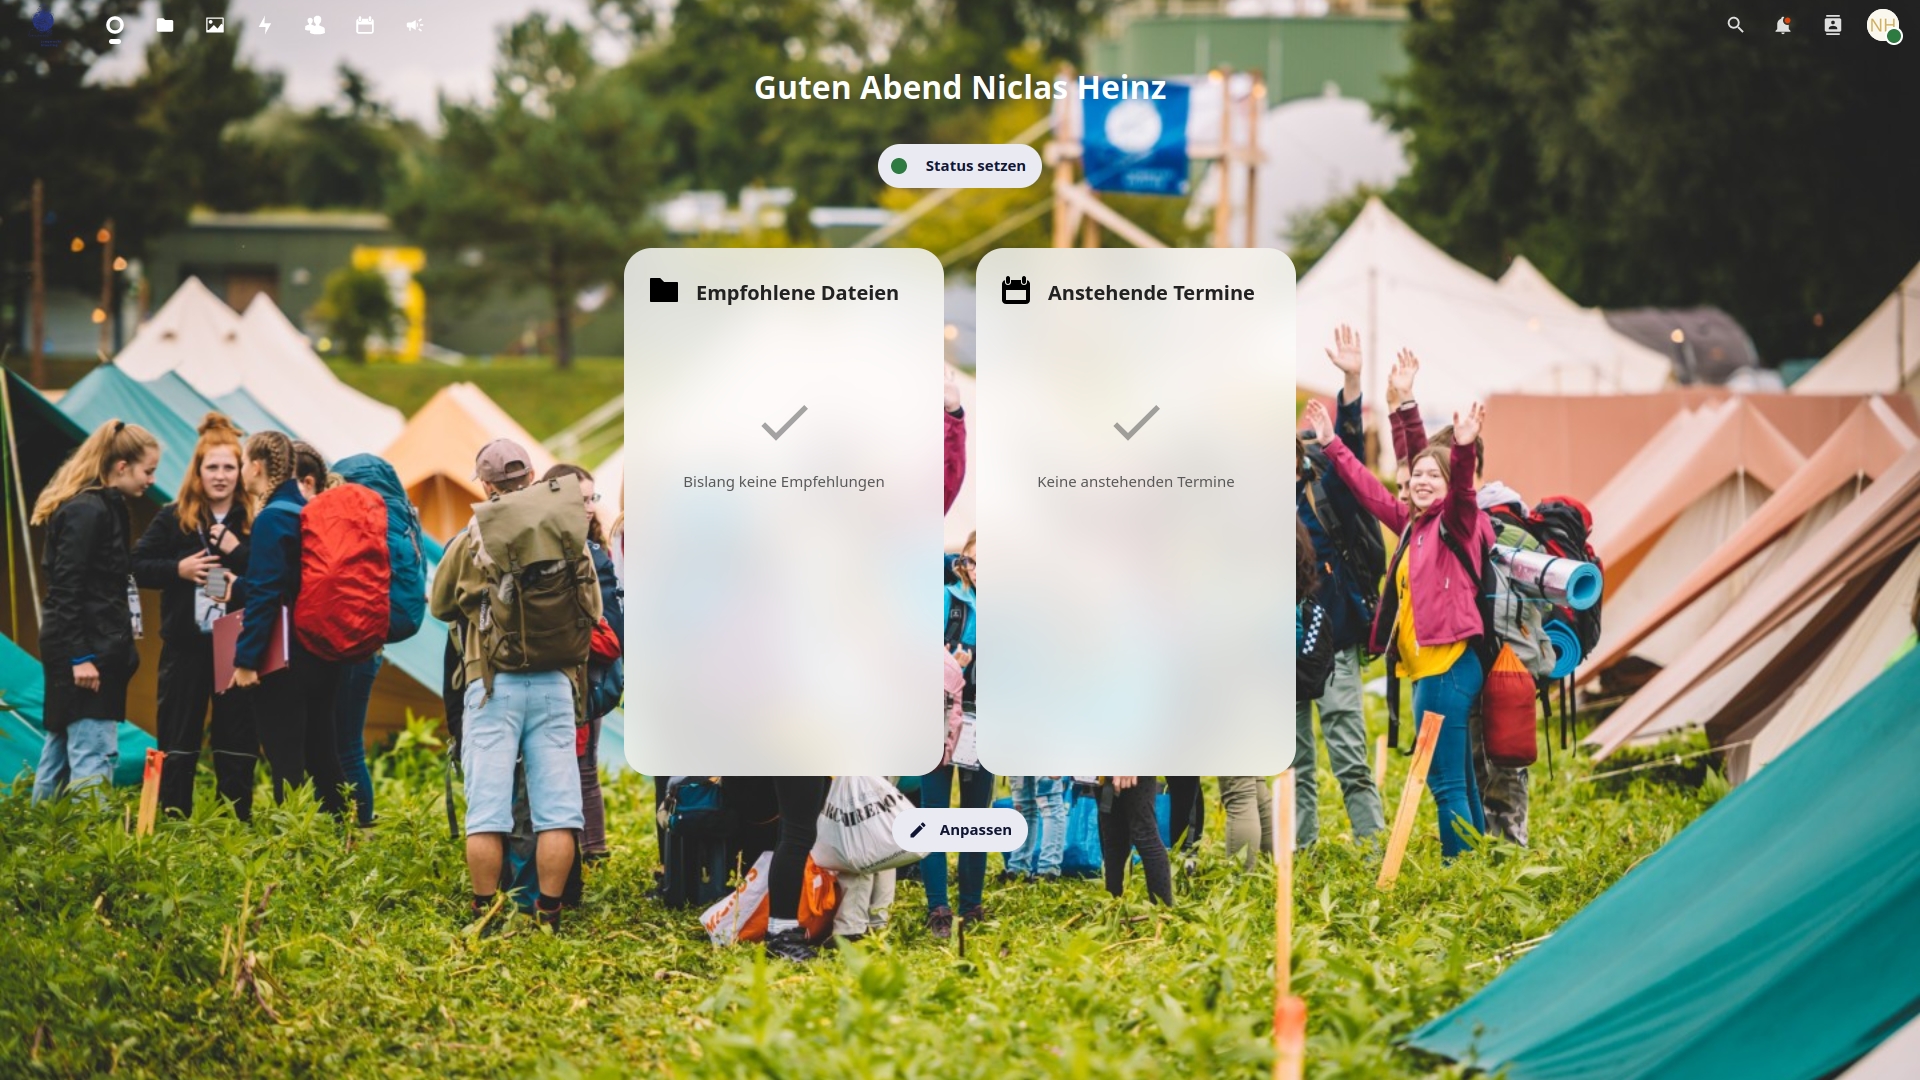 NH
Guten Abend Niclas Heinz
Status setzen
Empfohlene Dateien
Anstehende Termine
Bislang keine Empfehlungen
Keine anstehenden Termine
Anpassen